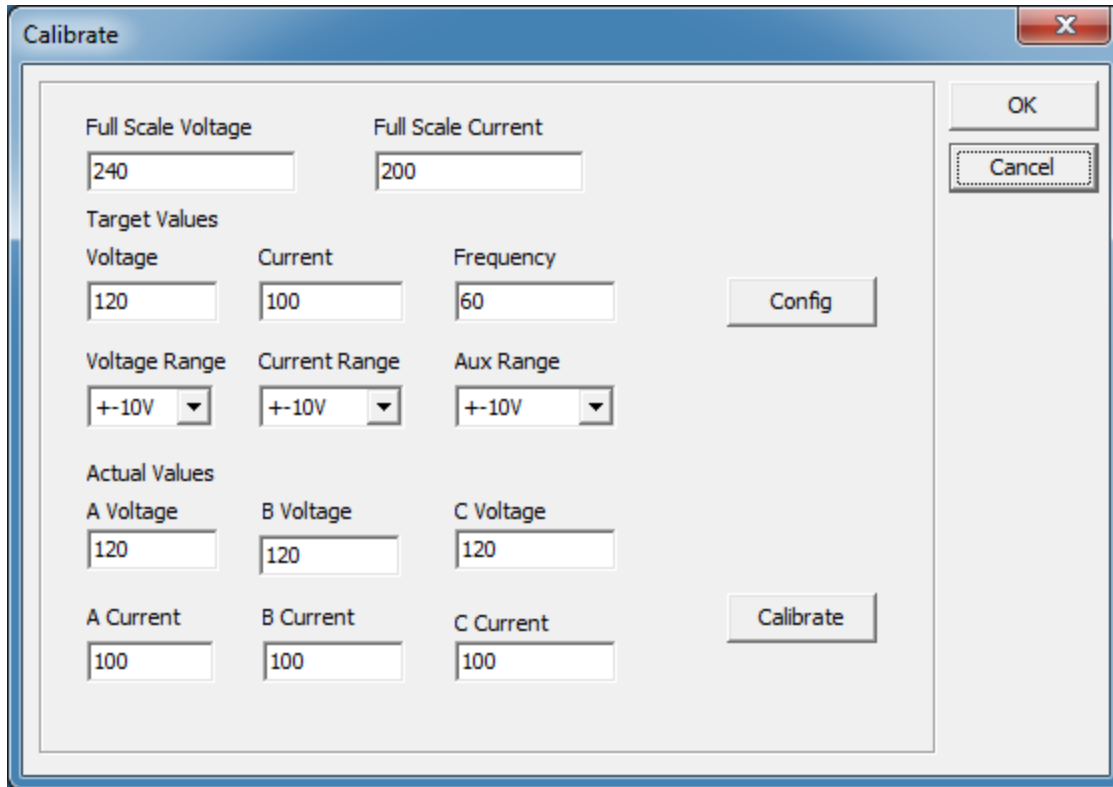 Calibrate
OK
Full Scale Voltage Full Scale Current
240 200
Cancel
Target Values
Voltage Current Frequency
120 100 60
Config
Voltage Range Current Range Aux Range
+-10V +-10V +-10V
Actual Values
A Voltage B Voltage C Voltage
120 120 120
A Current B Current C Current
Calibrate
100 100 100